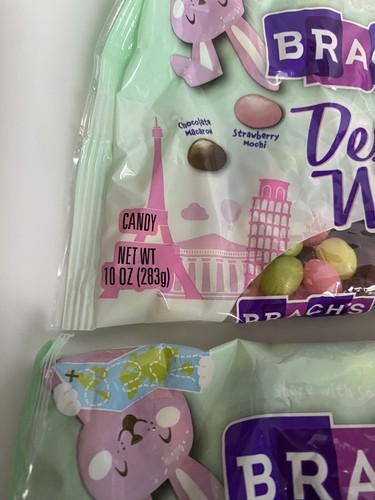 BRA
Chocolate
Macaron
Strawberry
Mochi
Des
W
CANDY
NET WT
10 OZ (283g)
BRACH'S
BRA